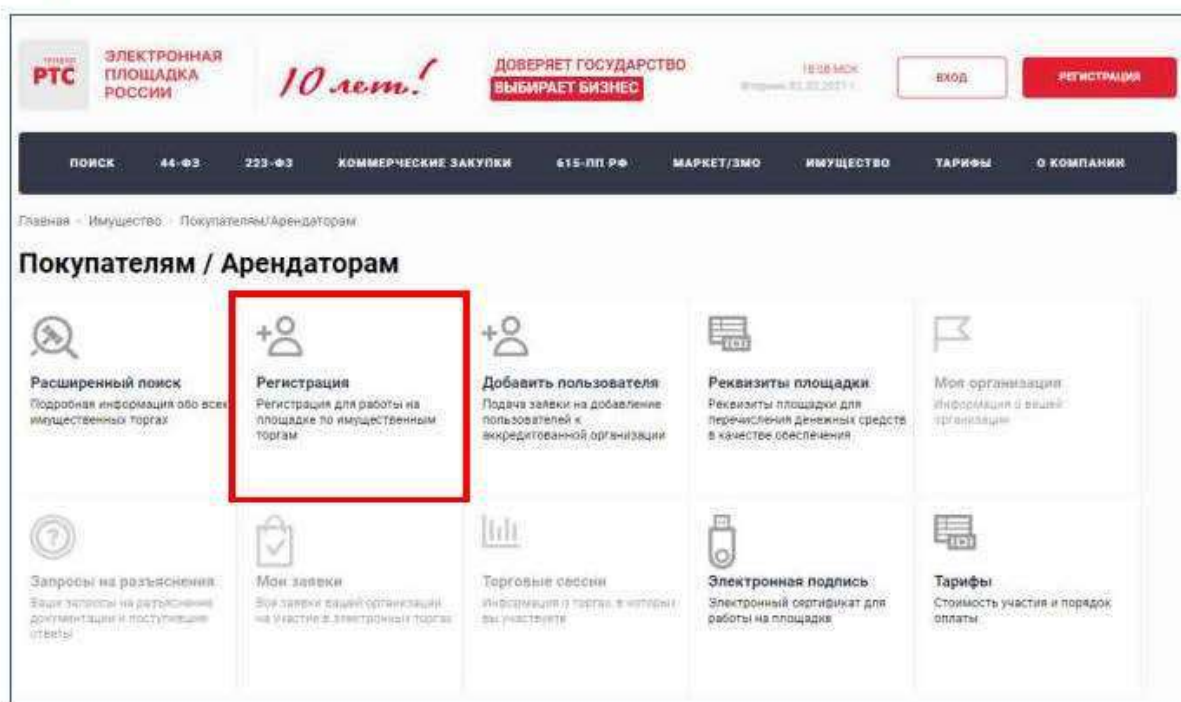 тендер
РТС
ЭЛЕКТРОННАЯ
ПЛОЩАДКА
РОССИИ
10 лет!
ДОВЕРЯЕТ ГОСУДАРСТВО
ВЫБИРАЕТ БИЗНЕС
МСК
Вторник
ВХОД
РЕГИСТРАЦИЯ
ПОИСК 44-ФЗ 223-ФЗ КОММЕРЧЕСКИЕ ЗАКУПКИ 615-ПП РФ МАРКЕТ/ЗМО ИМУЩЕСТВО ТАРИФЫ О КОМПАНИИ
Главная - Имущество - Покупателям/Арендаторам
Покупателям / Арендаторам
Расширенный поиск
Подробная информация обо всех
имущественных торгах
Регистрация
Регистрация для работы на
площадке по имущественным
торгам
Добавить пользователя
Подача заявки на добавление
пользователей к
аккредитованной организации
Реквизиты площадки
Реквизиты площадки для
перечисления денежных средств
в качестве обеспечения
Моя организация
Информация о вашей
организации
Запросы на разъяснения
Ваши запросы на разъяснение
документации и поступившие
ответы
Мои заявки
Все заявки вашей организации
на участие в электронных торгах
Торговые сессии
Информация о торгах, в которых
вы участвуете
Электронная подпись
Электронный сертификат для
работы на площадке
Тарифы
Стоимость участия и порядок
оплаты